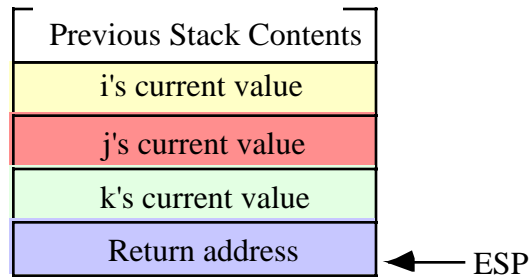 Previous Stack Contents
i's current value
j's current value
k's current value
Return address
ESP